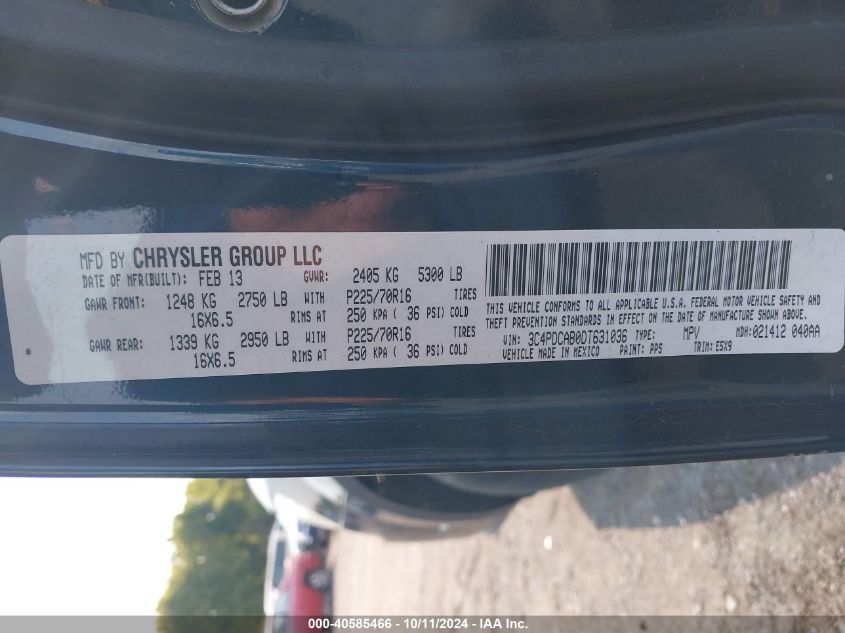 MFD BY CHRYSLER GROUP LLC
DATE OF MFR(BUILT): FEB 13 GVWR: 2405 KG 5300 LB
GAWR FRONT: 1248 KG 2750 LB WITH P225/70R16 TIRES
16X6.5 RIMS AT 250 KPA ( 36 PSI) COLD
GAWR REAR: 1339 KG 2950 LB WITH P225/70R16 TIRES
16X6.5 RIMS AT 250 KPA ( 36 PSI) COLD
THIS VEHICLE CONFORMS TO ALL APPLICABLE U.S.A. FEDERAL MOTOR VEHICLE SAFETY AND
THEFT PREVENTION STANDARDS IN EFFECT ON THE DATE OF MANUFACTURE SHOWN ABOVE.
VIN: 3C4PDCAB0DT631036 TYPE: MPV MDH: 021412 040AA
VEHICLE MADE IN MEXICO PAINT: PPS TRIM: E5X9
000-40585466 - 10/11/2024 - IAA Inc.